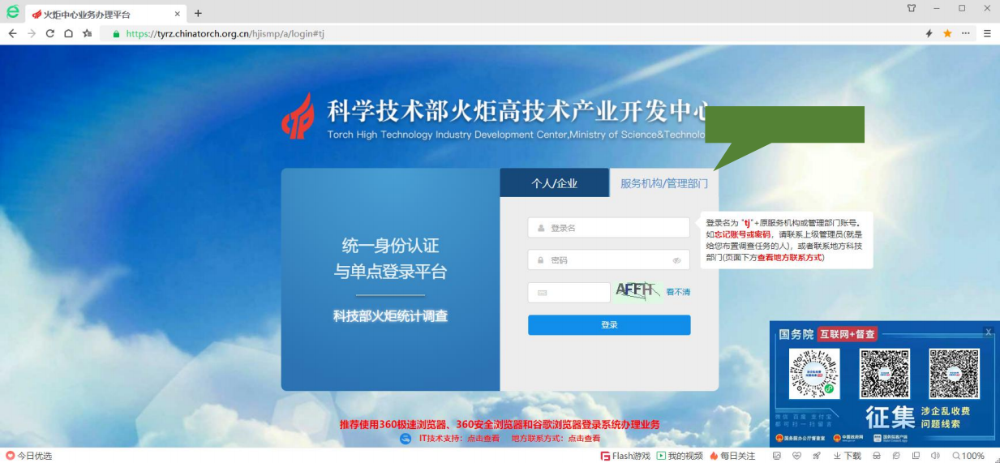 火炬中心业务办理平台
https://tyrz.chinatorch.org.cn/hjismp/a/login#tj
科学技术部火炬高技术产业开发中心
Torch High Technology Industry Development Center,Ministry of Science&Technolo
个人/企业
服务机构/管理部门
登录名
登录名为 "tj"+原服务机构或管理部门账号。
如忘记账号或密码，请联系上级管理员(就是
给您布置调查任务的人)，或者联系地方科技
部门(页面下方查看地方联系方式)
统一身份认证
与单点登录平台
科技部火炬统计调查
密码
AFFH 看不清
登录
国务院 互联网+督查
X
微信 百度 支付宝
都可扫一扫留言
征集
涉企乱收费
问题线索
国务院办公厅督查室
中国政府网
国务院客户端
推荐使用360极速浏览器、360安全浏览器和谷歌浏览器登录系统办理业务
IT技术支持：点击查看 地方联系方式：点击查看
今日优选
Flash游戏
我的视频
每日关注
下载
100%